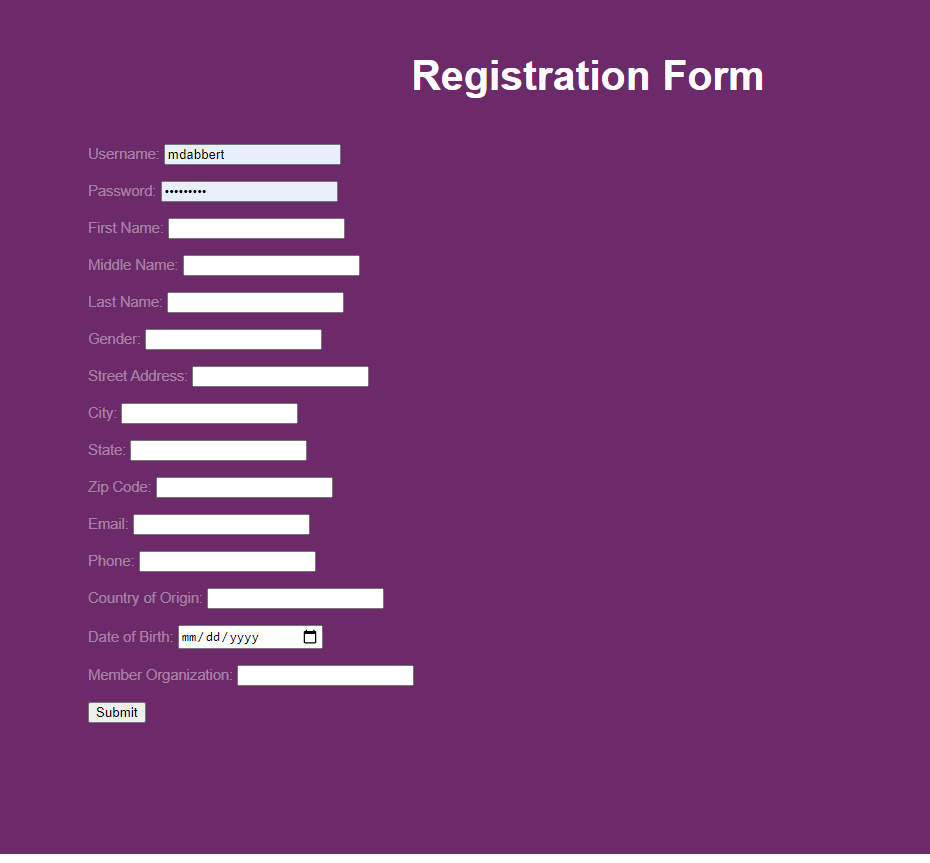 Registration Form
Username: mdabbert
Password: •••••••••
First Name:
Middle Name:
Last Name:
Gender:
Street Address:
City:
State:
Zip Code:
Email:
Phone:
Country of Origin:
Date of Birth: mm/dd/yyyy
Member Organization:
Submit